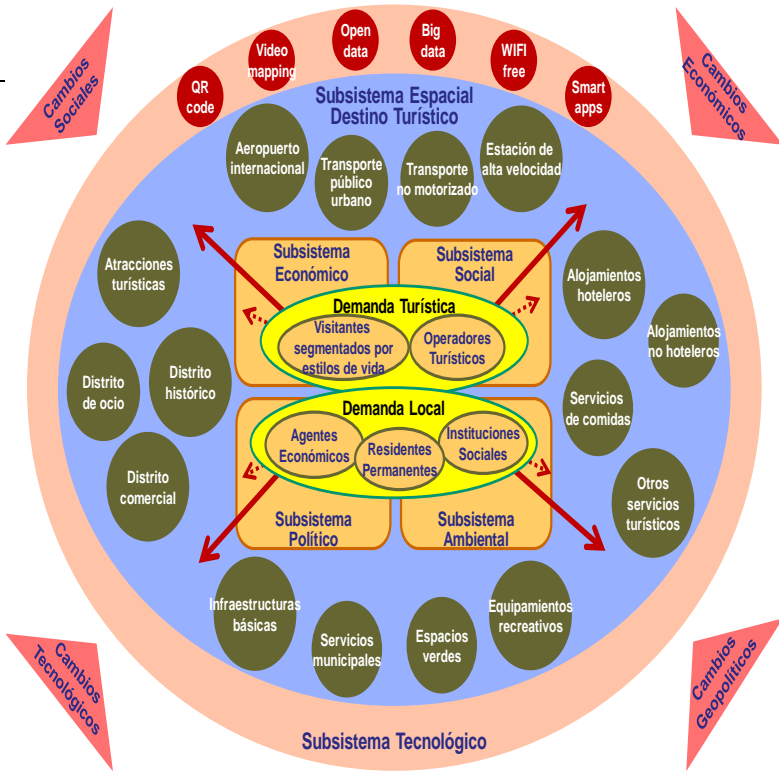 Cambios
Sociales
QR
code
Video
mapping
Open
data
Big
data
WIFI
free
Smart
apps
Cambios
Económicos
Subsistema Espacial
Destino Turístico
Aeropuerto
internacional
Transporte
público
urbano
Transporte
no motorizado
Estación de
alta velocidad
Atracciones
turísticas
Subsistema
Económico
Subsistema
Social
Alojamientos
hoteleros
Alojamientos
no hoteleros
Demanda Turística
Visitantes
segmentados por
estilos de vida
Operadores
Turísticos
Distrito
de ocio
Distrito
histórico
Servicios
de comidas
Demanda Local
Agentes
Económicos
Residentes
Permanentes
Instituciones
Sociales
Distrito
comercial
Otros
servicios
turísticos
Subsistema
Político
Subsistema
Ambiental
Infraestructuras
básicas
Servicios
municipales
Espacios
verdes
Equipamientos
recreativos
Cambios
Tecnológicos
Cambios
Geopolíticos
Subsistema Tecnológico